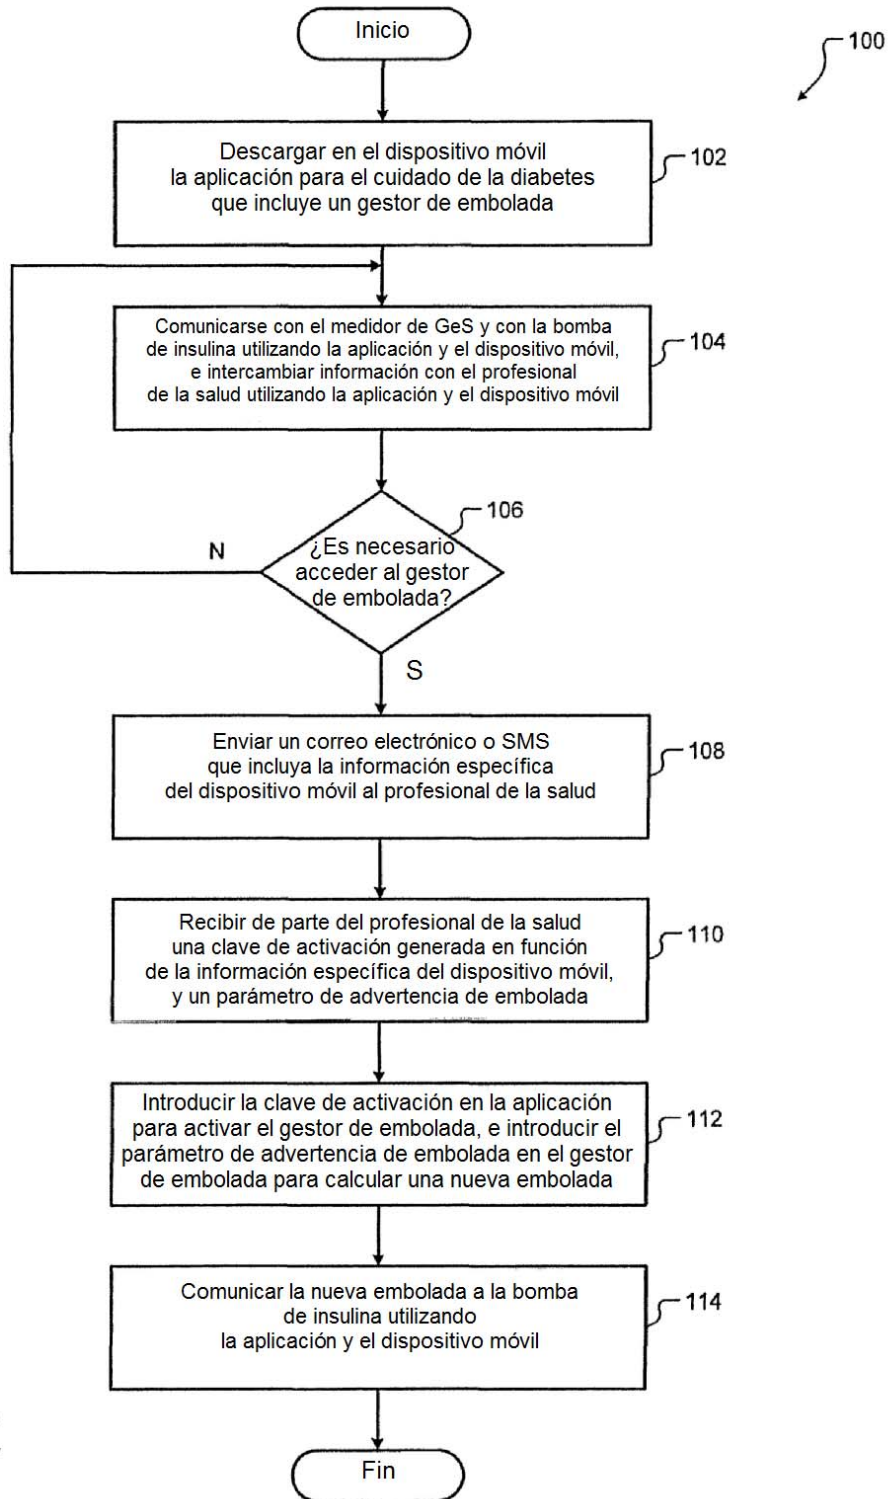 Inicio
100
Descargar en el dispositivo móvil
la aplicación para el cuidado de la diabetes
que incluye un gestor de embolada
102
Comunicarse con el medidor de GeS y con la bomba
de insulina utilizando la aplicación y el dispositivo móvil,
e intercambiar información con el profesional
de la salud utilizando la aplicación y el dispositivo móvil
104
106
¿Es necesario
acceder al gestor
de embolada?
N
S
Enviar un correo electrónico o SMS
que incluya la información específica
del dispositivo móvil al profesional de la salud
108
Recibir de parte del profesional de la salud
una clave de activación generada en función
de la información específica del dispositivo móvil,
y un parámetro de advertencia de embolada
110
Introducir la clave de activación en la aplicación
para activar el gestor de embolada, e introducir el
parámetro de advertencia de embolada en el gestor
de embolada para calcular una nueva embolada
112
Comunicar la nueva embolada a la bomba
de insulina utilizando
la aplicación y el dispositivo móvil
114
Fin